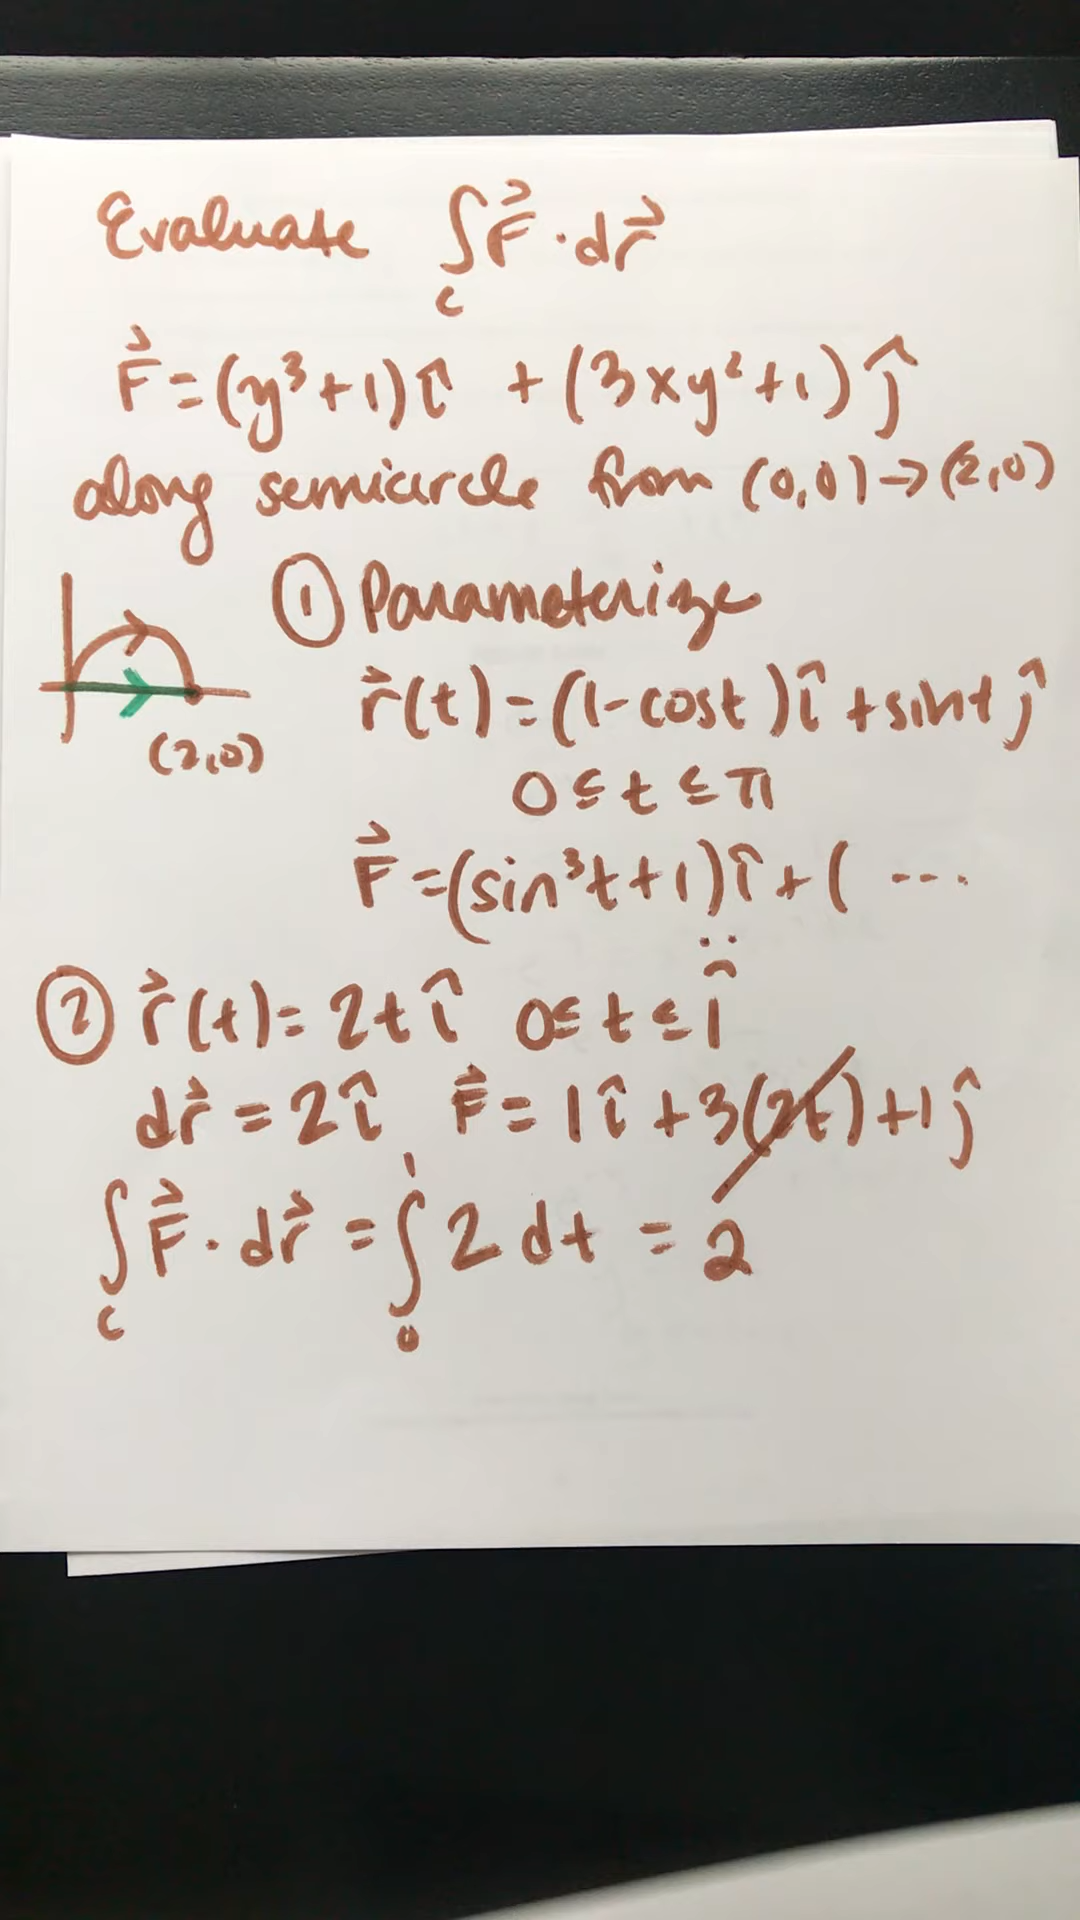 Evaluate ∫_C F⃗ · dr⃗
F⃗ = (y³+1)î + (3xy²+1)ĵ
along semicircle from (0,0) → (2,0)
① Parameterize
r⃗(t) = (1-cost)î + sint ĵ
(2,0)
0 ≤ t ≤ π
F⃗ = (sin³t+1)î + ( ...
② r⃗(t) = 2t î 0 ≤ t ≤ 1
dr⃗ = 2î F⃗ = 1î + 3(2t) + 1ĵ
∫_C F⃗ · dr⃗ = ∫_0^1 2 dt = 2